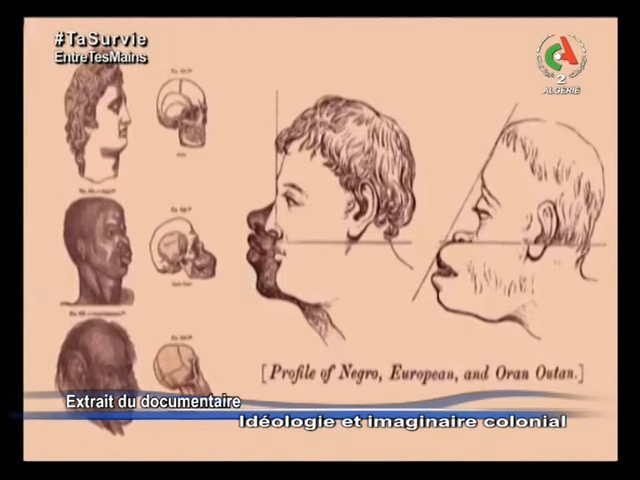 #TaSurvie
EntreTesMains
2
ALGERIE
[Profile of Negro, European, and Oran Outan.]
Extrait du documentaire
Idéologie et imaginaire colonial